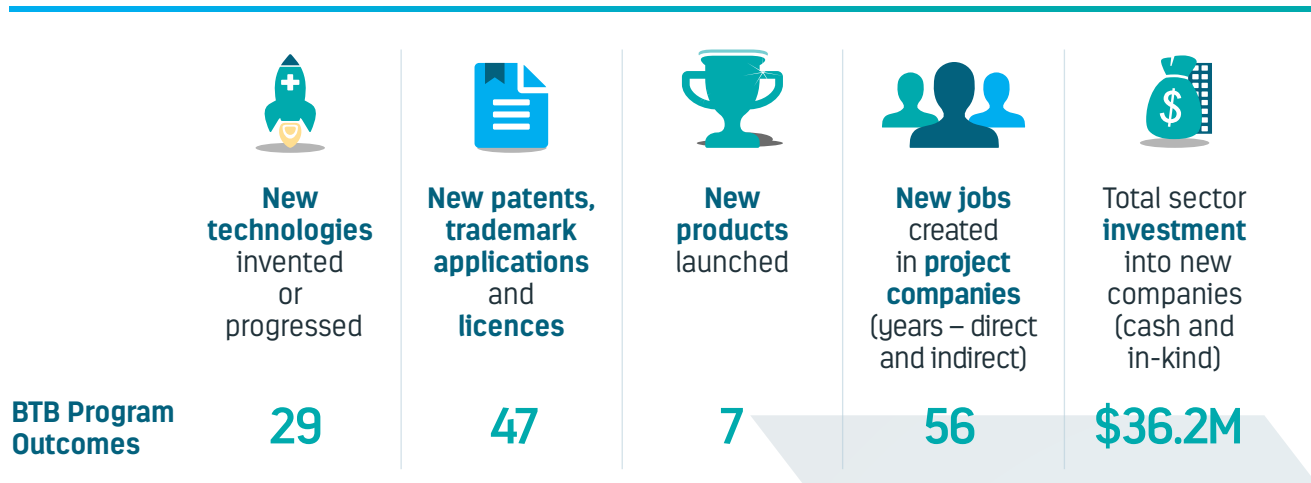 New
technologies
invented
or
progressed
New patents,
trademark
applications
and
licences
New
products
launched
New jobs
created
in project
companies
(years – direct
and indirect)
Total sector
investment
into new
companies
(cash and
in-kind)
$
BTB Program
Outcomes
29
47
7
56
$36.2M